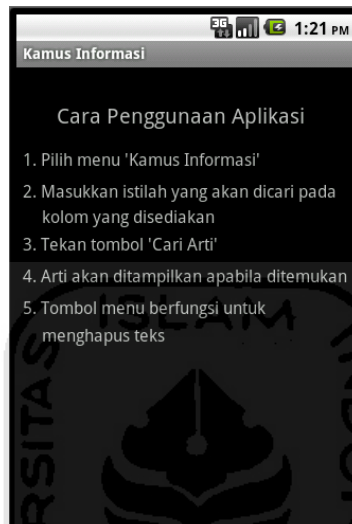 3G 1:21 PM
Kamus Informasi
Cara Penggunaan Aplikasi
1. Pilih menu 'Kamus Informasi'
2. Masukkan istilah yang akan dicari pada
kolom yang disediakan
3. Tekan tombol 'Cari Arti'
4. Arti akan ditampilkan apabila ditemukan
5. Tombol menu berfungsi untuk
menghapus teks
ISLAM